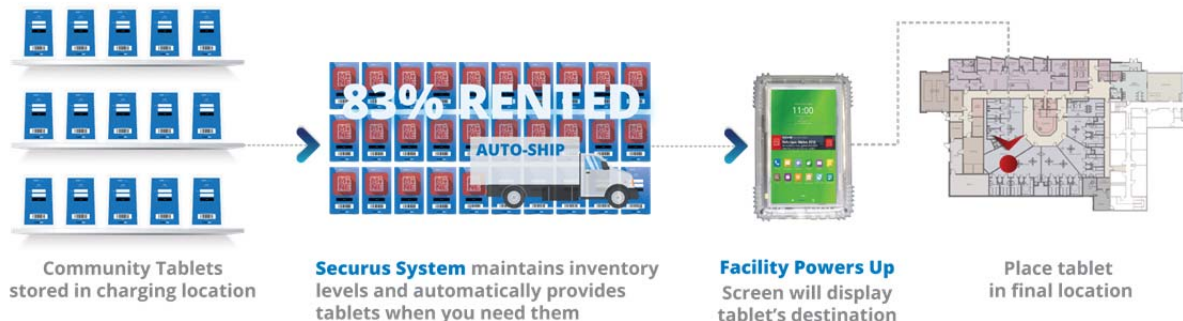 83% RENTED
AUTO-SHIP
11:00
Community Tablets
stored in charging location
Securus System maintains inventory
levels and automatically provides
tablets when you need them
Facility Powers Up
Screen will display
tablet's destination
Place tablet
in final location